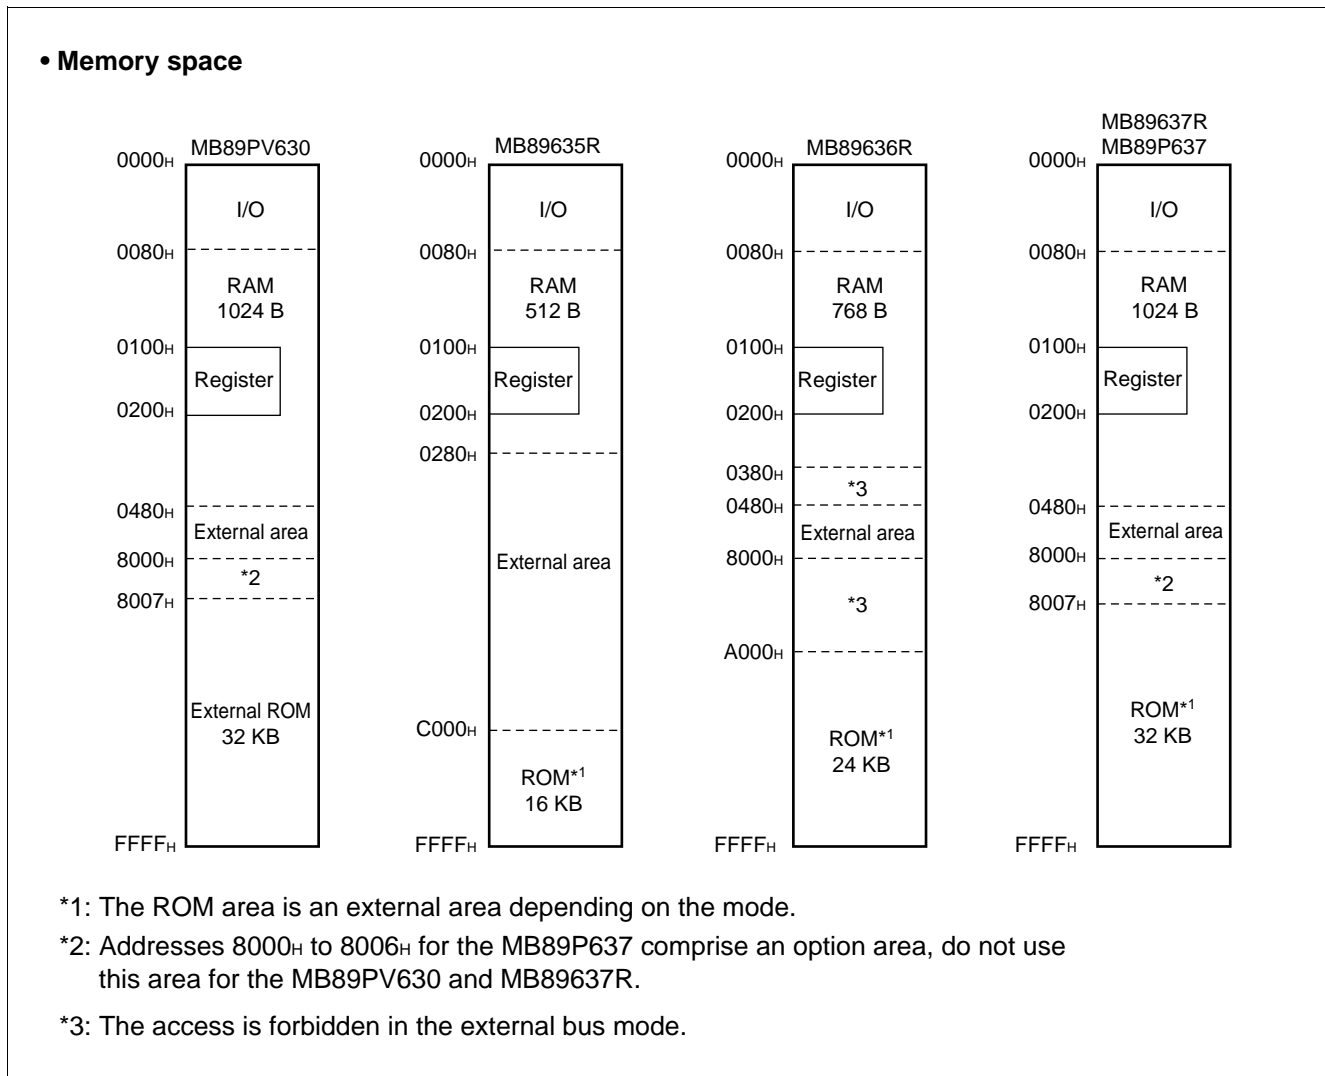 • Memory space
MB89PV630
0000H
I/O
0080H
RAM
1024 B
0100H
Register
0200H
0480H
External area
8000H
*2
8007H
External ROM
32 KB
FFFFH
MB89635R
0000H
I/O
0080H
RAM
512 B
0100H
Register
0200H
0280H
External area
C000H
ROM*1
16 KB
FFFFH
MB89636R
0000H
I/O
0080H
RAM
768 B
0100H
Register
0200H
0380H
*3
0480H
External area
8000H
*3
A000H
ROM*1
24 KB
FFFFH
MB89637R
MB89P637
0000H
I/O
0080H
RAM
1024 B
0100H
Register
0200H
0480H
External area
8000H
*2
8007H
ROM*1
32 KB
FFFFH
*1: The ROM area is an external area depending on the mode.
*2: Addresses 8000H to 8006H for the MB89P637 comprise an option area, do not use
this area for the MB89PV630 and MB89637R.
*3: The access is forbidden in the external bus mode.